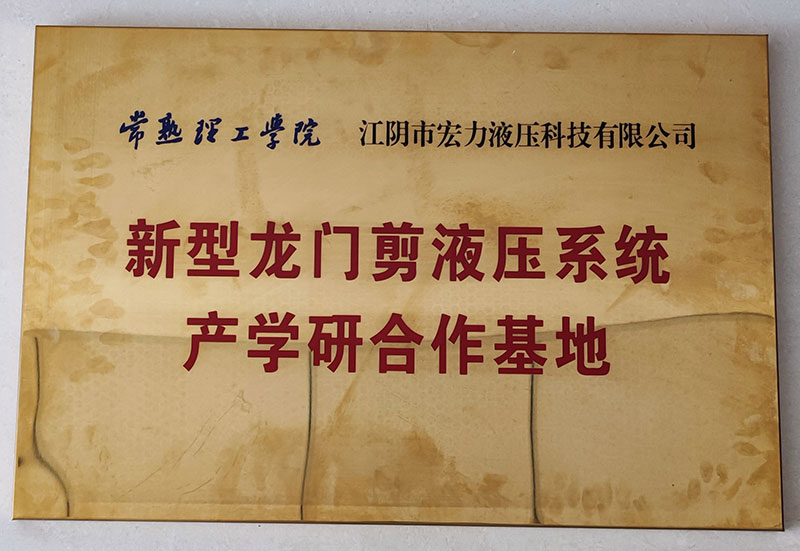 常熟理工學院 江阴市宏力液压科技有限公司
新型龙门剪液压系统
产学研合作基地